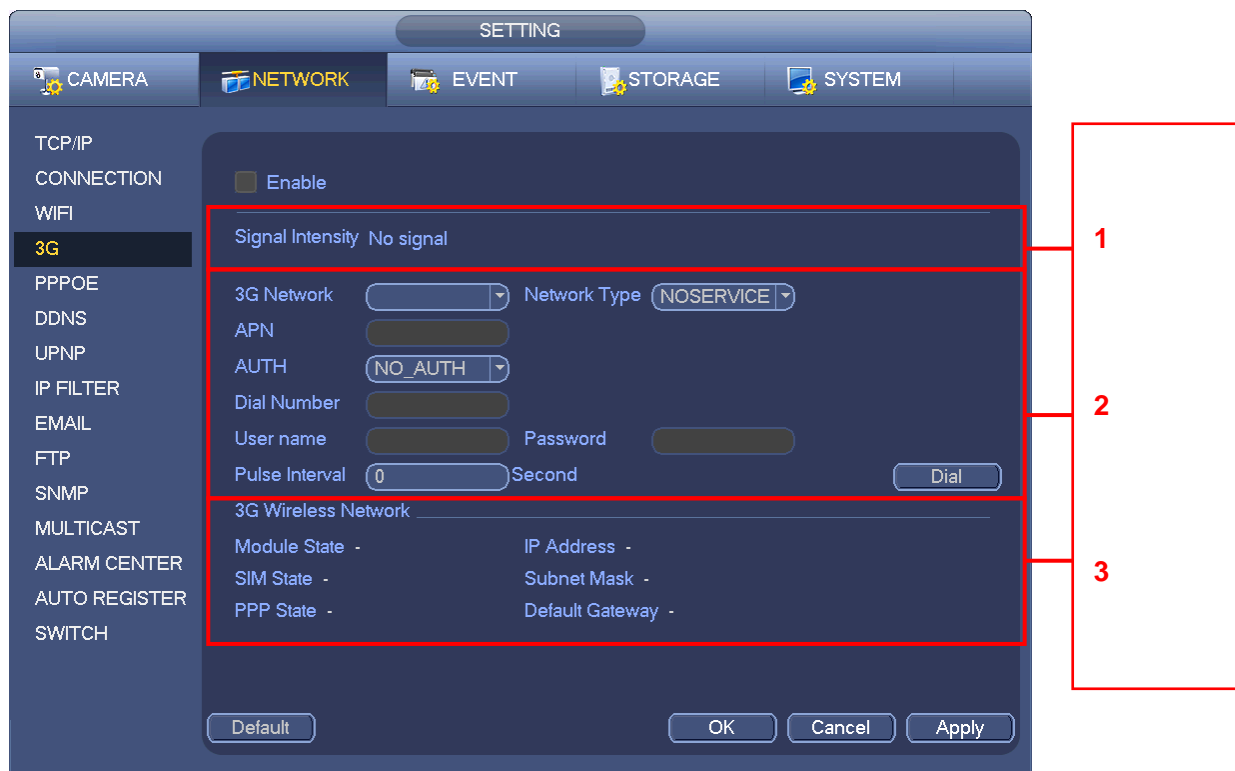 SETTING
CAMERA NETWORK EVENT STORAGE SYSTEM
TCP/IP
CONNECTION
WIFI
3G
PPPOE
DDNS
UPNP
IP FILTER
EMAIL
FTP
SNMP
MULTICAST
ALARM CENTER
AUTO REGISTER
SWITCH
Enable
Signal Intensity No signal
3G Network Network Type NOSERVICE
APN
AUTH NO_AUTH
Dial Number
User name Password
Pulse Interval 0 Second Dial
3G Wireless Network
Module State - IP Address -
SIM State - Subnet Mask -
PPP State - Default Gateway -
Default OK Cancel Apply
1
2
3